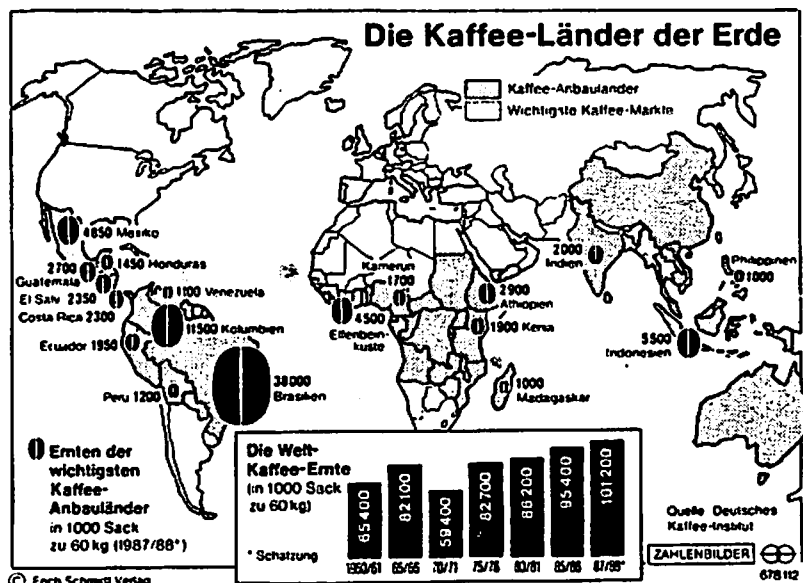 Die Kaffee-Länder der Erde
Kaffee-Anbauländer
Wichtigste Kaffee-Märkte
4850 Mexiko
2700
Guatemala
1450 Honduras
El Salv. 2350
Costa Rica 2300
1100 Venezuela
11500 Kolumbien
Ecuador 1950
Peru 1200
38000
Brasilien
Kamerun
1700
4500
Elfenbein-
küste
2900
Äthiopien
1900 Kenia
1000
Madagaskar
2000
Indien
Philippinen
1000
5500
Indonesien
Ernten der
wichtigsten
Kaffee-
Anbauländer
in 1000 Sack
zu 60 kg (1987/88*)
Die Welt-
Kaffee-Ernte
(in 1000 Sack
zu 60 kg)
* Schätzung
65400
82100
59400
82700
86200
95400
101200
1950/61
65/66
70/71
75/76
80/81
85/86
87/88*
Quelle Deutsches
Kaffee-Institut
ZAHLENBILDER
678112
© Erich Schmidt Verlag